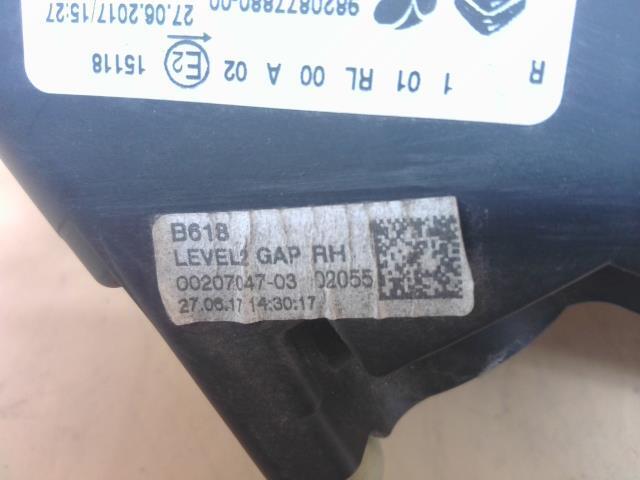 R
1 01 RL 00 A 02 E2 15118
9820877880-00
27.06.2017/15:27
B618
LEVEL2 GAP RH
00207047-03 02055
27.06.17 14:30:17